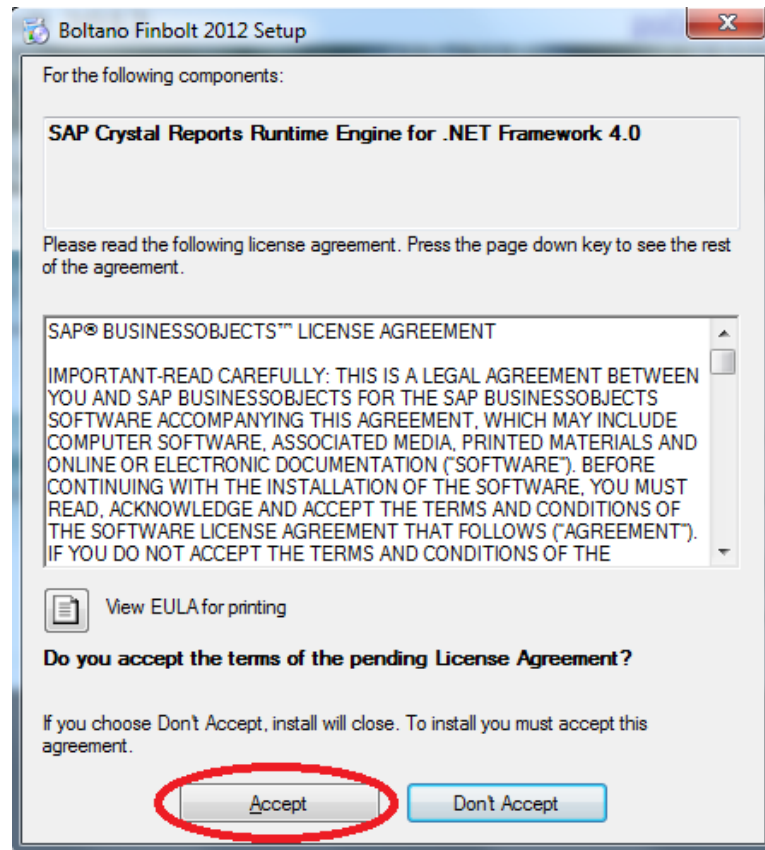 Boltano Finbolt 2012 Setup
For the following components:
SAP Crystal Reports Runtime Engine for .NET Framework 4.0
Please read the following license agreement. Press the page down key to see the rest
of the agreement.
SAP® BUSINESSOBJECTS™ LICENSE AGREEMENT
IMPORTANT-READ CAREFULLY: THIS IS A LEGAL AGREEMENT BETWEEN
YOU AND SAP BUSINESSOBJECTS FOR THE SAP BUSINESSOBJECTS
SOFTWARE ACCOMPANYING THIS AGREEMENT, WHICH MAY INCLUDE
COMPUTER SOFTWARE, ASSOCIATED MEDIA, PRINTED MATERIALS AND
ONLINE OR ELECTRONIC DOCUMENTATION ("SOFTWARE"). BEFORE
CONTINUING WITH THE INSTALLATION OF THE SOFTWARE, YOU MUST
READ, ACKNOWLEDGE AND ACCEPT THE TERMS AND CONDITIONS OF
THE SOFTWARE LICENSE AGREEMENT THAT FOLLOWS ("AGREEMENT").
IF YOU DO NOT ACCEPT THE TERMS AND CONDITIONS OF THE
View EULA for printing
Do you accept the terms of the pending License Agreement?
If you choose Don't Accept, install will close. To install you must accept this
agreement.
Accept Don't Accept